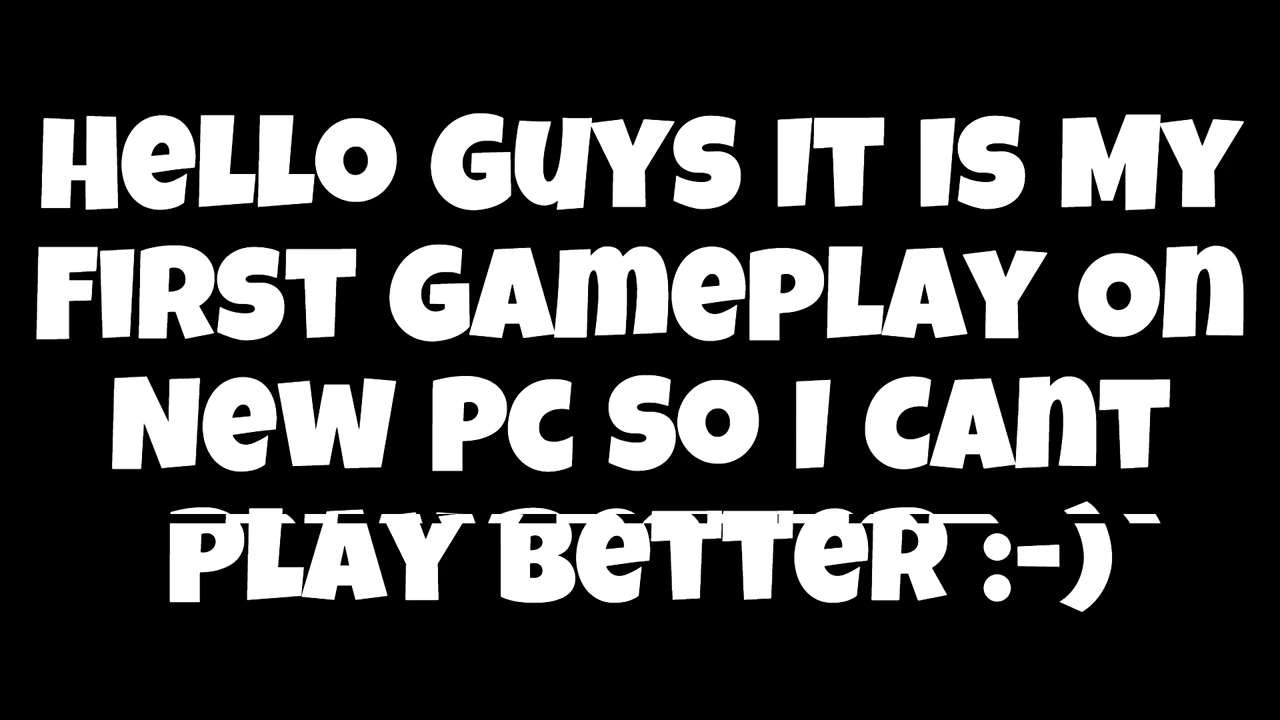 Hello Guys it is my
first gameplay on
new pc so i cant
play better :-)